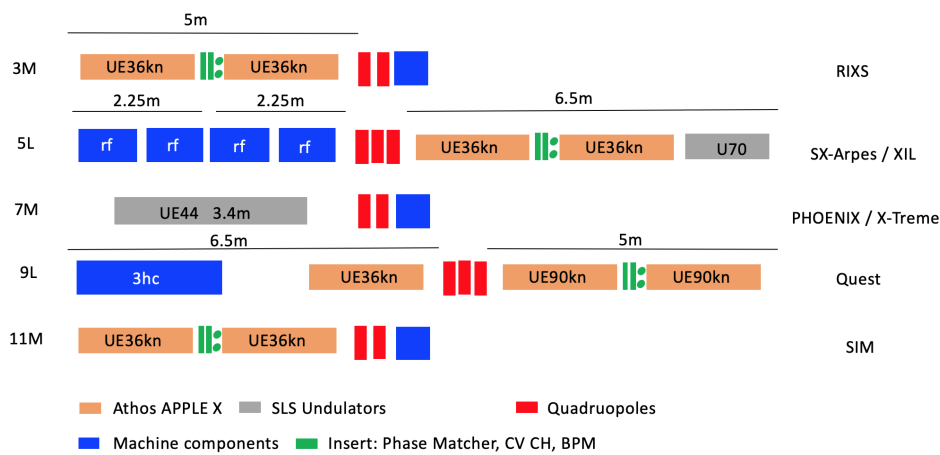 5m
3M UE36kn UE36kn RIXS
2.25m 2.25m 6.5m
5L rf rf rf rf UE36kn UE36kn U70 SX-Arpes / XIL
7M UE44 3.4m PHOENIX / X-Treme
6.5m 5m
9L 3hc UE36kn UE90kn UE90kn Quest
11M UE36kn UE36kn SIM
Athos APPLE X SLS Undulators Quadruopoles
Machine components Insert: Phase Matcher, CV CH, BPM